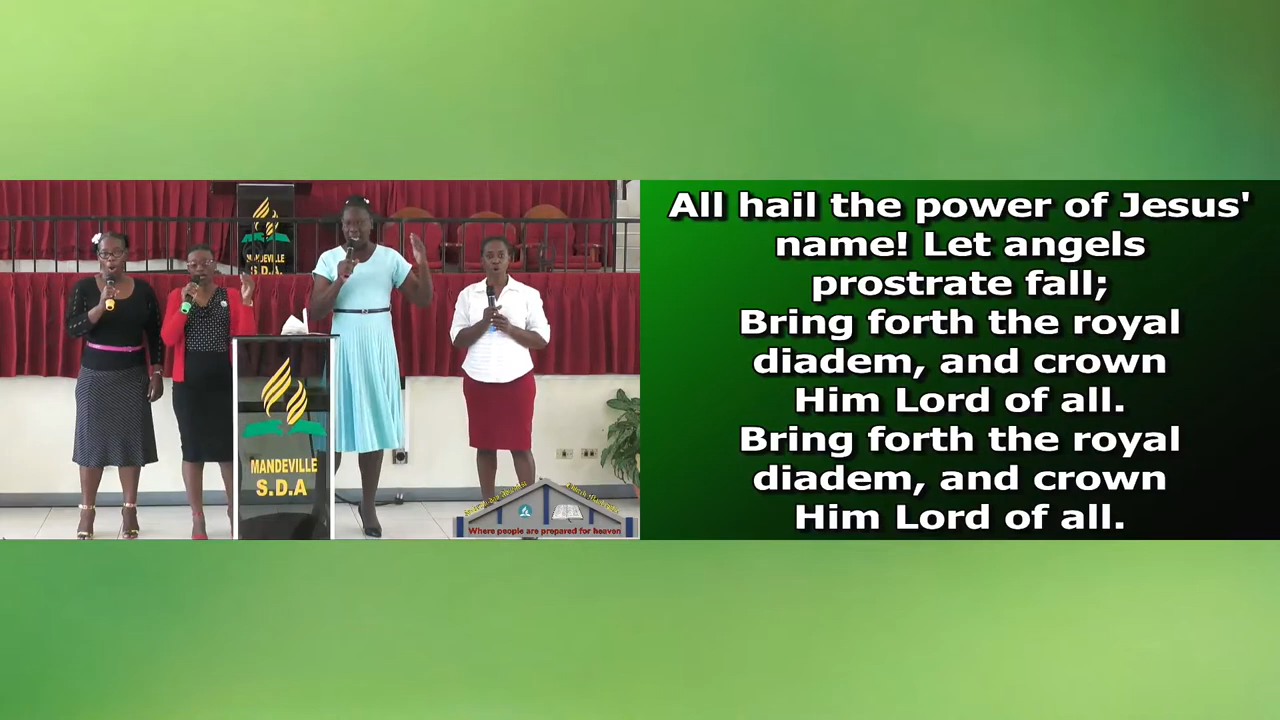 MANDEVILLE
S.D.A.
MANDEVILLE
S.D.A
Where people are prepared for heaven
All hail the power of Jesus'
name! Let angels
prostrate fall;
Bring forth the royal
diadem, and crown
Him Lord of all.
Bring forth the royal
diadem, and crown
Him Lord of all.